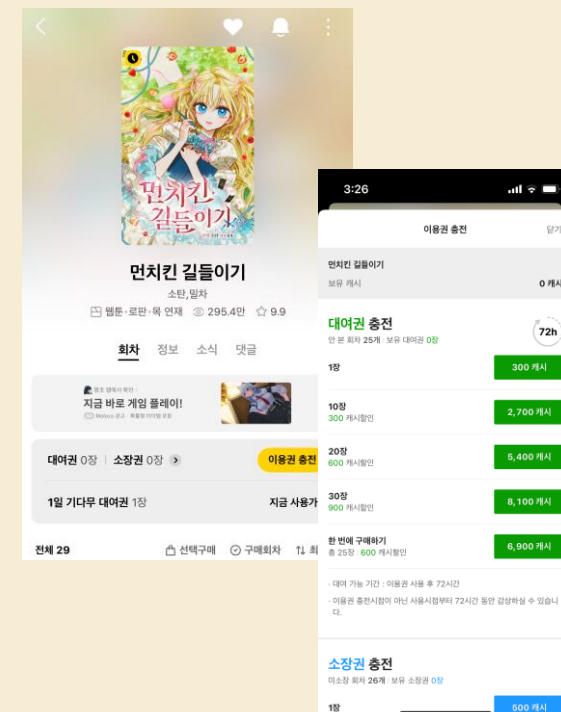 먼치킨
길들이기
먼치킨 길들이기
소탄,밀차
웹툰·로판·목 연재 295.4만 9.9
회차 정보 소식 댓글
지금 바로 게임 플레이!
대여권 0장 | 소장권 0장 >
이용권 충전
1일 기다무 대여권 1장
지금 사용가
전체 29
선택구매 구매회차 최
3:26
이용권 충전
닫기
먼치킨 길들이기
보유 캐시
0 캐시
대여권 충전
안 본 회차 25개 · 보유 대여권 0장
72h
1장
300 캐시
10장
300 캐시할인
2,700 캐시
20장
600 캐시할인
5,400 캐시
30장
900 캐시할인
8,100 캐시
한 번에 구매하기
총 25장 · 600 캐시할인
6,900 캐시
· 대여 가능 기간 : 이용권 사용 후 72시간
· 이용권 충전시점이 아닌 사용시점부터 72시간 동안 감상하실 수 있습니
다.
소장권 충전
미소장 회차 26개 · 보유 소장권 0장
1장
500 캐시